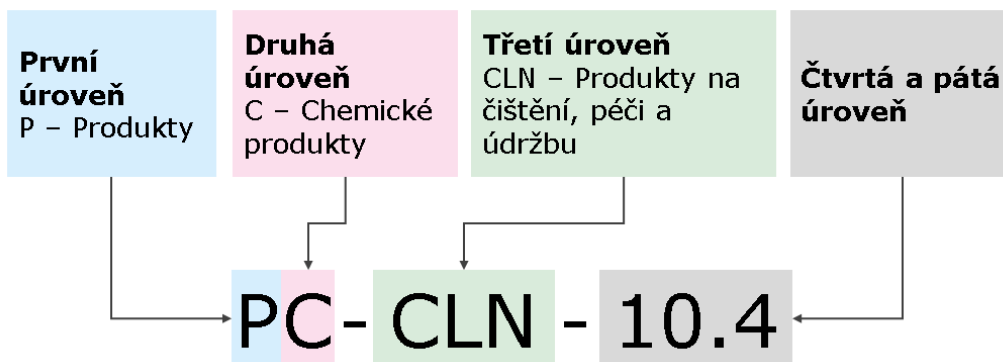 První
úroveň
P – Produkty
Druhá
úroveň
C – Chemické
produkty
Třetí úroveň
CLN – Produkty na
čištění, péči a
údržbu
Čtvrtá a pátá
úroveň
PC - CLN - 10.4